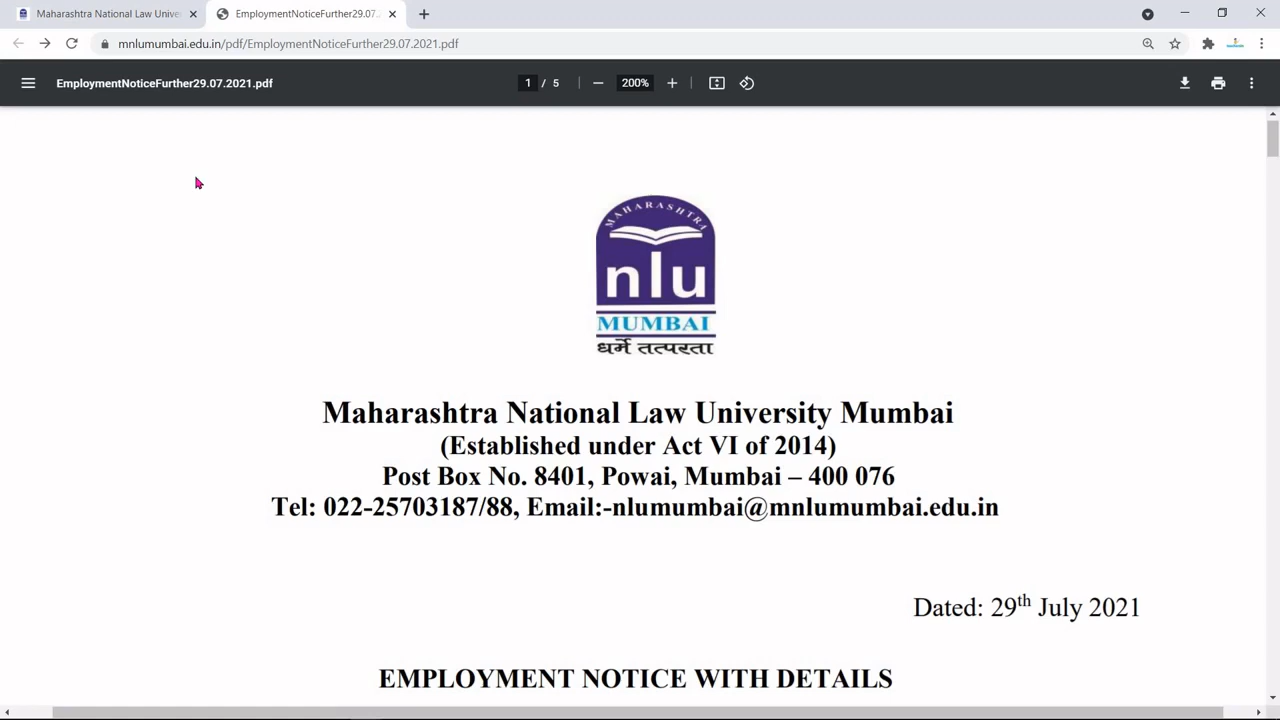 Maharashtra National Law Unive
EmploymentNoticeFurther29.07.2021
mnlumumbai.edu.in/pdf/EmploymentNoticeFurther29.07.2021.pdf
EmploymentNoticeFurther29.07.2021.pdf
1 / 5
200%
MAHARASHTRA
nlu
MUMBAI
धर्मे तत्परता
Maharashtra National Law University Mumbai
(Established under Act VI of 2014)
Post Box No. 8401, Powai, Mumbai – 400 076
Tel: 022-25703187/88, Email:-nlumumbai@mnlumumbai.edu.in
Dated: 29th July 2021
EMPLOYMENT NOTICE WITH DETAILS